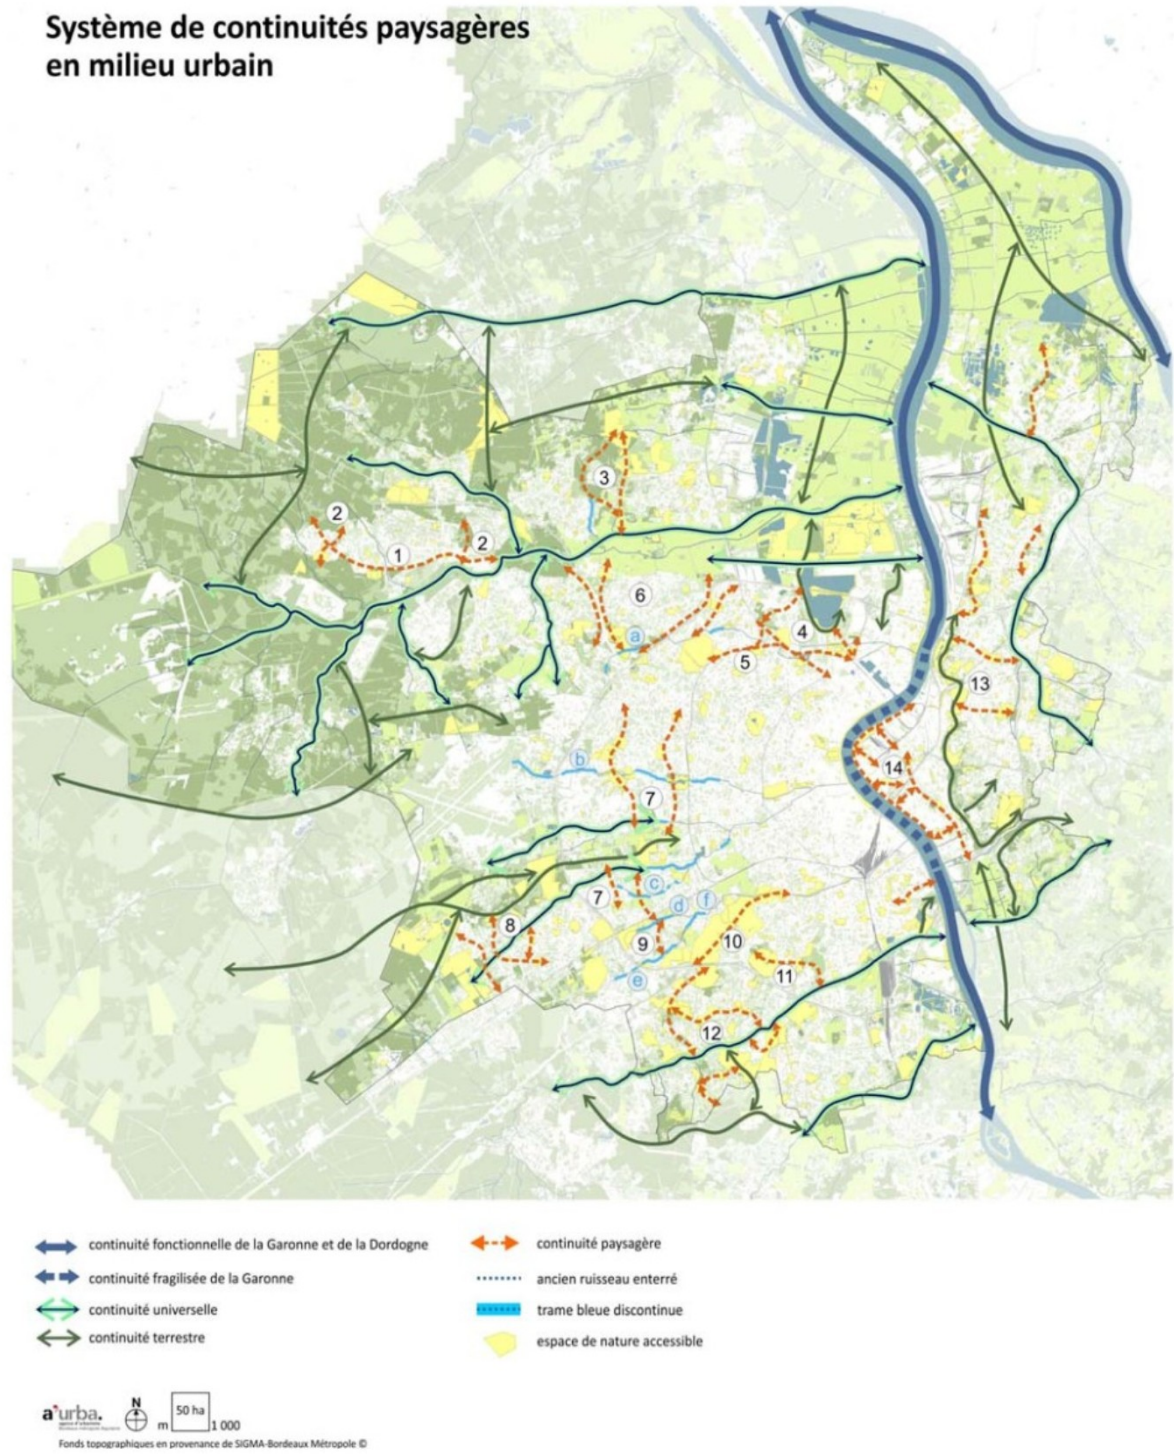 Système de continuités paysagères
en milieu urbain
3
2
2
1
6
a
4
5
13
b
14
7
c
7
d
f
8
9
10
e
11
12
continuité fonctionnelle de la Garonne et de la Dordogne
continuité fragilisée de la Garonne
continuité universelle
continuité terrestre
continuité paysagère
ancien ruisseau enterré
trame bleue discontinue
espace de nature accessible
a'urba.
N
m
50 ha
1 000
Fonds topographiques en provenance de SIGMA-Bordeaux Métropole ©